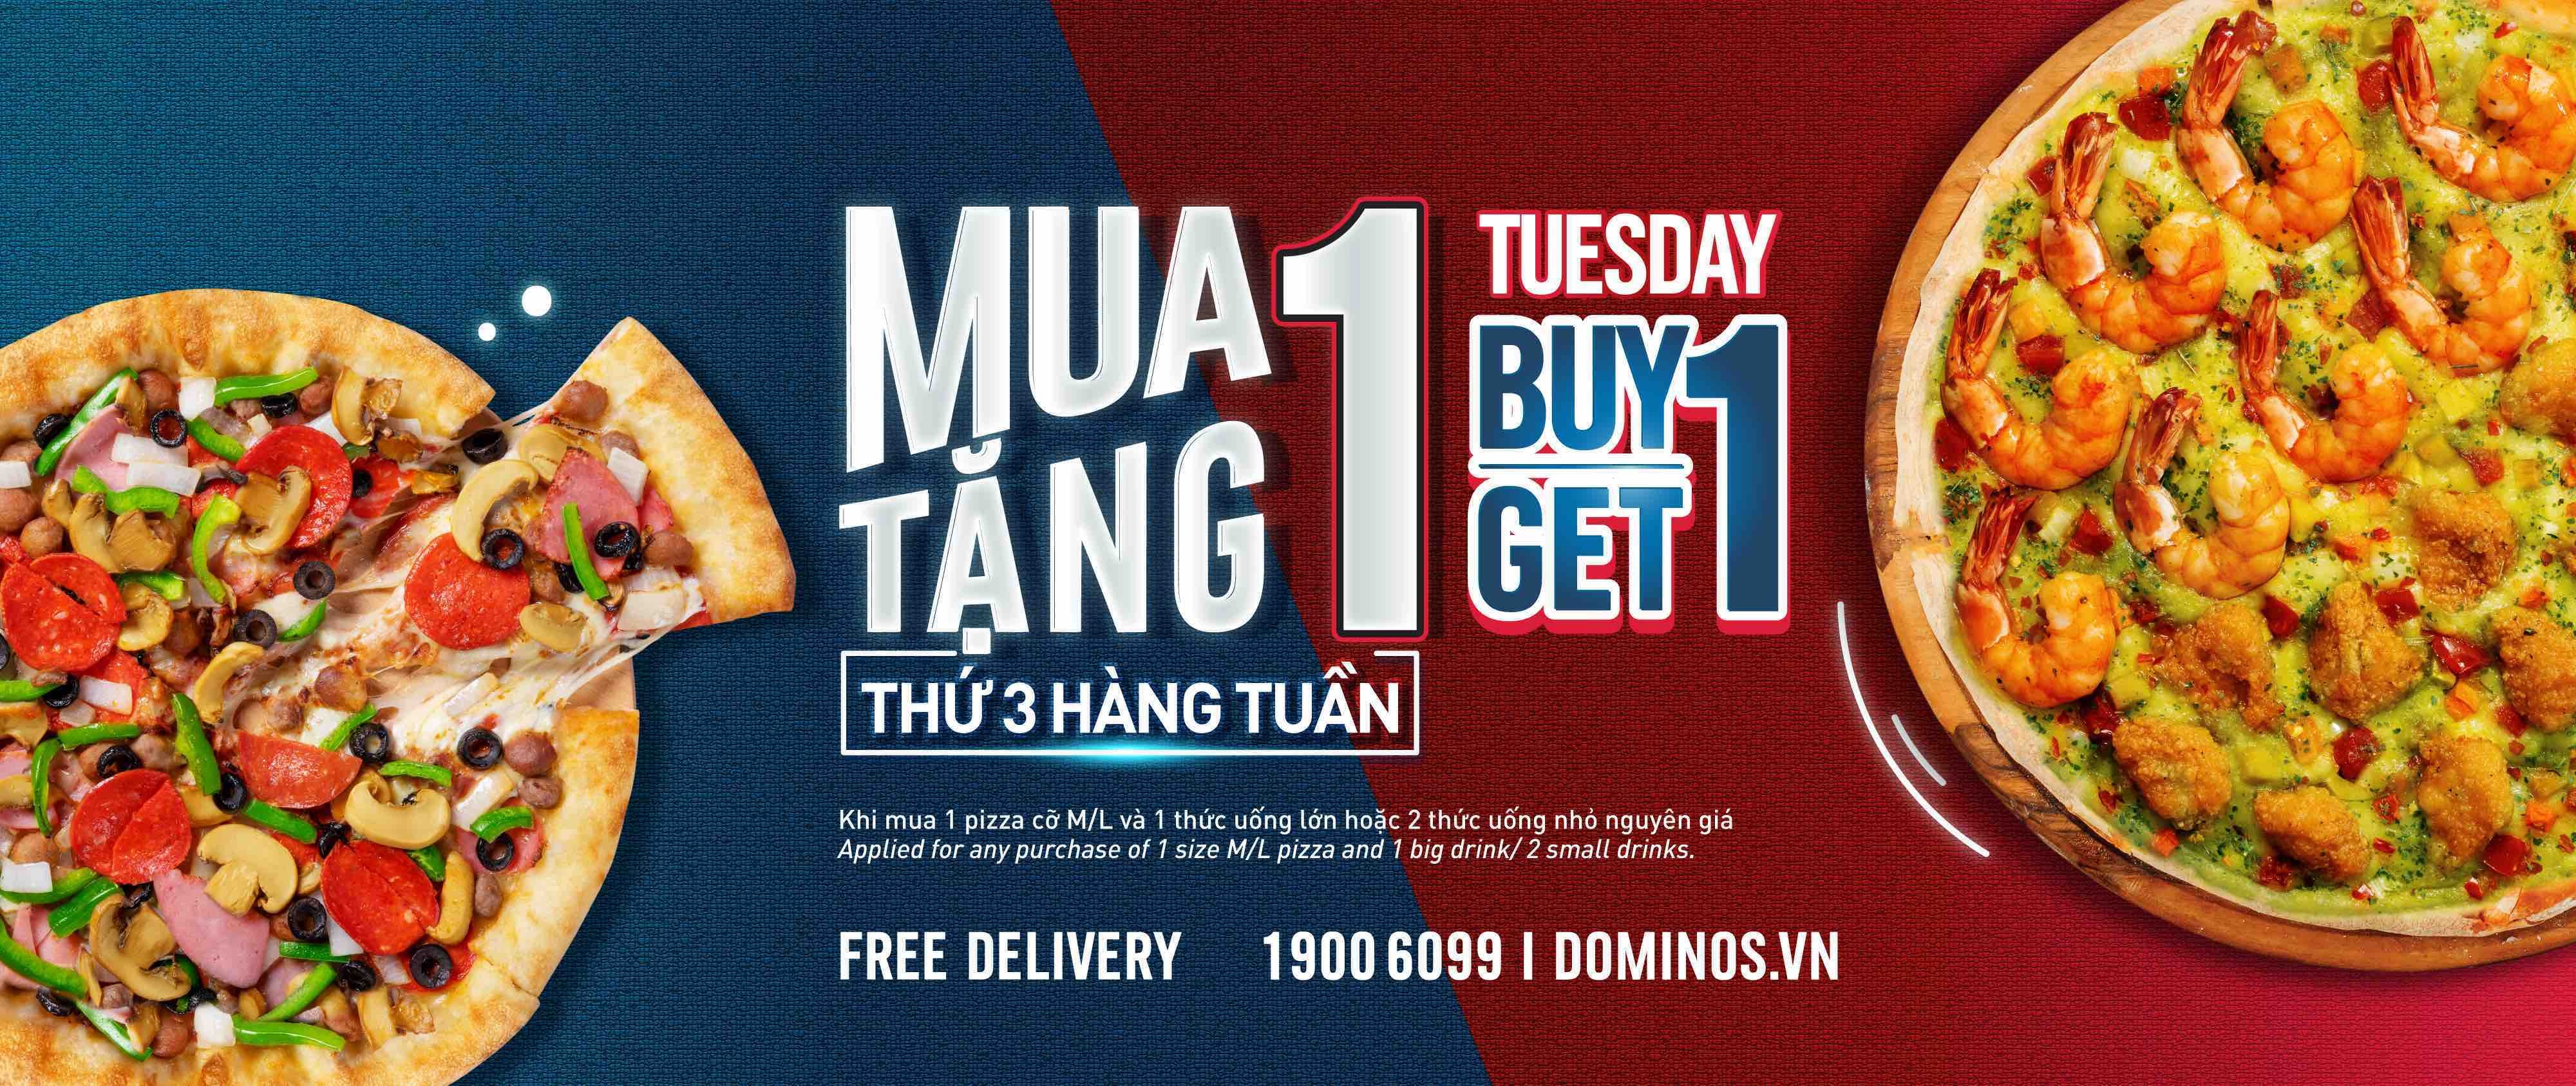 MUA 1
TẶNG
THỨ 3 HÀNG TUẦN
TUESDAY
BUY 1
GET
Khi mua 1 pizza cỡ M/L và 1 thức uống lớn hoặc 2 thức uống nhỏ nguyên giá
Applied for any purchase of 1 size M/L pizza and 1 big drink/ 2 small drinks.
FREE DELIVERY 1900 6099 | DOMINOS.VN